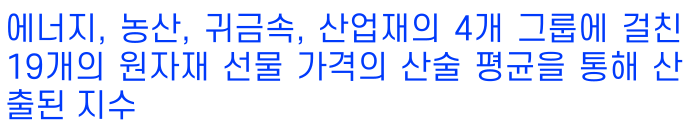 에너지, 농산, 귀금속, 산업재의 4개 그룹에 걸친
19개의 원자재 선물 가격의 산술 평균을 통해 산
출된 지수